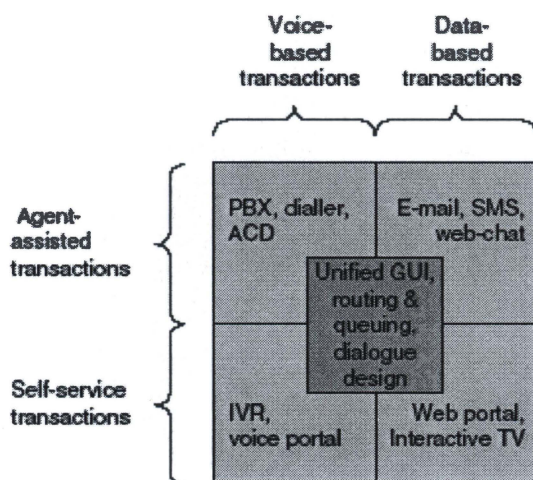 Voice-
based
transactions
Data-
based
transactions
Agent-
assisted
transactions
PBX, dialler,
ACD
E-mail, SMS,
web-chat
Unified GUI,
routing &
queuing,
dialogue
design
Self-service
transactions
IVR,
voice portal
Web portal,
Interactive TV